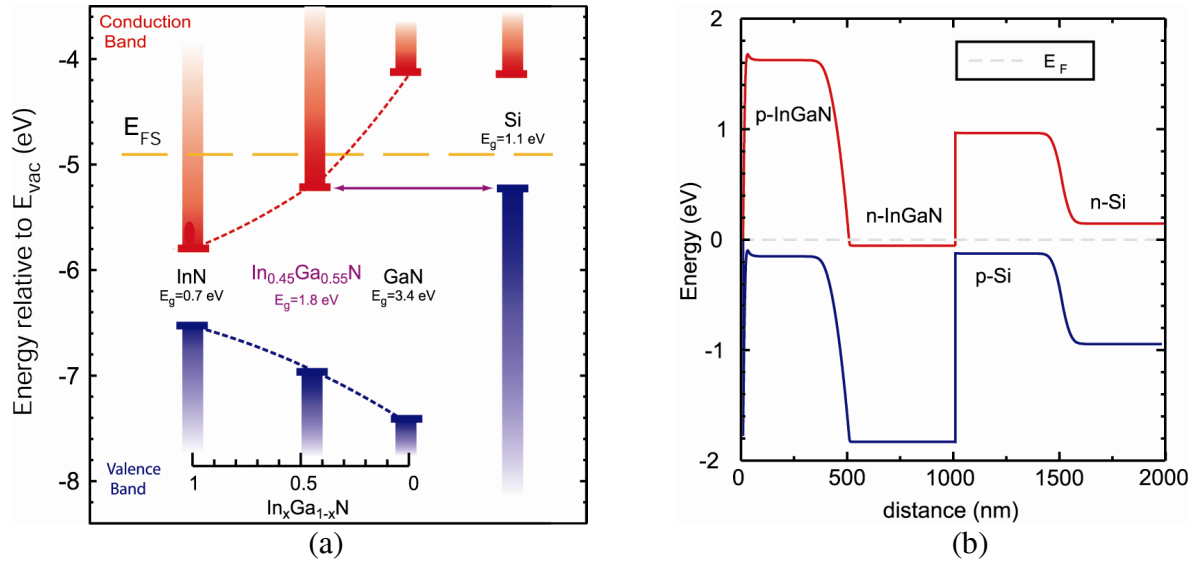 Conduction
Band
Energy relative to E_vac (eV)
-4
-5
-6
-7
-8
E_FS
Si
E_g=1.1 eV
InN
E_g=0.7 eV
In_0.45Ga_0.55N
E_g=1.8 eV
GaN
E_g=3.4 eV
Valence
Band
1
0.5
0
In_xGa_1-xN
(a)
Energy (eV)
2
1
0
-1
-2
E_F
p-InGaN
n-InGaN
n-Si
p-Si
0
500
1000
1500
2000
distance (nm)
(b)